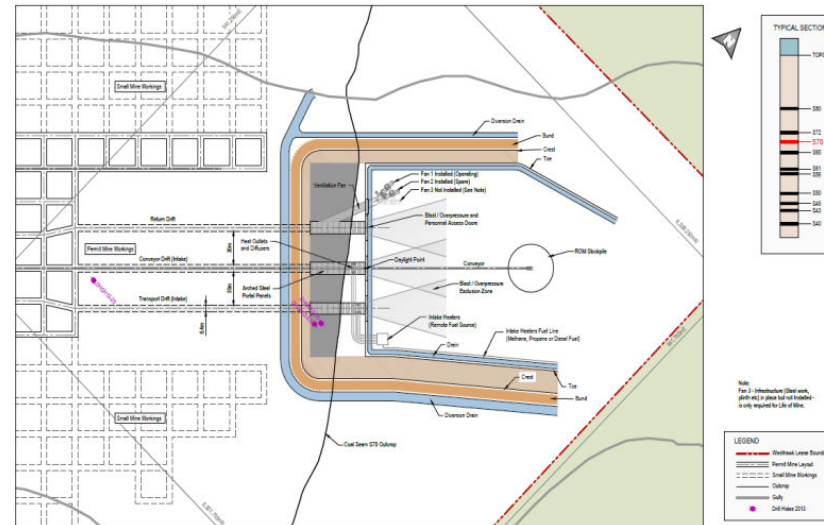 Small Mine Workings
Diversion Drain
Bund
Crest
Toe
Fan 1 Installed (Operating)
Fan 2 Installed (Spare)
Fan 3 Not Installed (See Note)
Ventilation Fan
Return Drift
Blast / Overpressure and
Personnel Access Doors
Permit Mine Workings
Heat Outlets
and Diffusers
Conveyor Drift (Intake)
Daylight Point
Conveyor
ROM Stockpile
Arched Steel
Portal Panels
Blast / Overpressure
Exclusion Zone
Transport Drift (Intake)
Intake Heaters
(Remote Fuel Source)
Intake Heaters Fuel Line
(Methane, Propane or Diesel Fuel)
Drain
Crest
Toe
Bund
Diversion Drain
Small Mine Workings
Coal Seam S70 Outcrop
TYPICAL SECTION
S80
S72
S70
S50
S40
Note:
Fan 3 - Infrastructure (Steel work,
plinth etc) in place but not installed -
is only required for Life of Mine.
LEGEND
Permit Mine Layout
Small Mine Workings
Outcrop
Gully
Drill Holes 2013